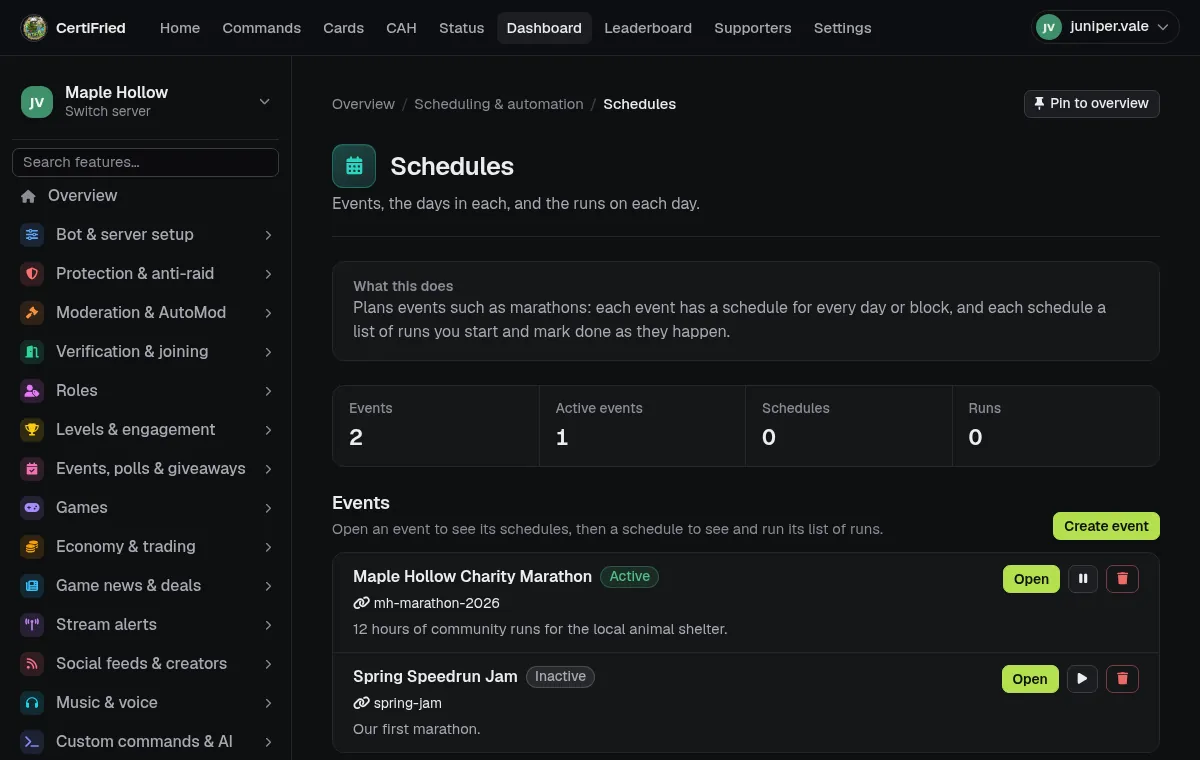 CertiFried
Home
Commands
Cards
CAH
Status
Dashboard
Leaderboard
Supporters
Settings
JV
juniper.vale
JV
Maple Hollow
Switch server
Search features...
Overview
Bot & server setup
Protection & anti-raid
Moderation & AutoMod
Verification & joining
Roles
Levels & engagement
Events, polls & giveaways
Games
Economy & trading
Game news & deals
Stream alerts
Social feeds & creators
Music & voice
Custom commands & AI
Overview / Scheduling & automation / Schedules
Pin to overview
Schedules
Events, the days in each, and the runs on each day.
What this does
Plans events such as marathons: each event has a schedule for every day or block, and each schedule a
list of runs you start and mark done as they happen.
Events
2
Active events
1
Schedules
0
Runs
0
Events
Open an event to see its schedules, then a schedule to see and run its list of runs.
Create event
Maple Hollow Charity Marathon
Active
Open
mh-marathon-2026
12 hours of community runs for the local animal shelter.
Spring Speedrun Jam
Inactive
Open
spring-jam
Our first marathon.